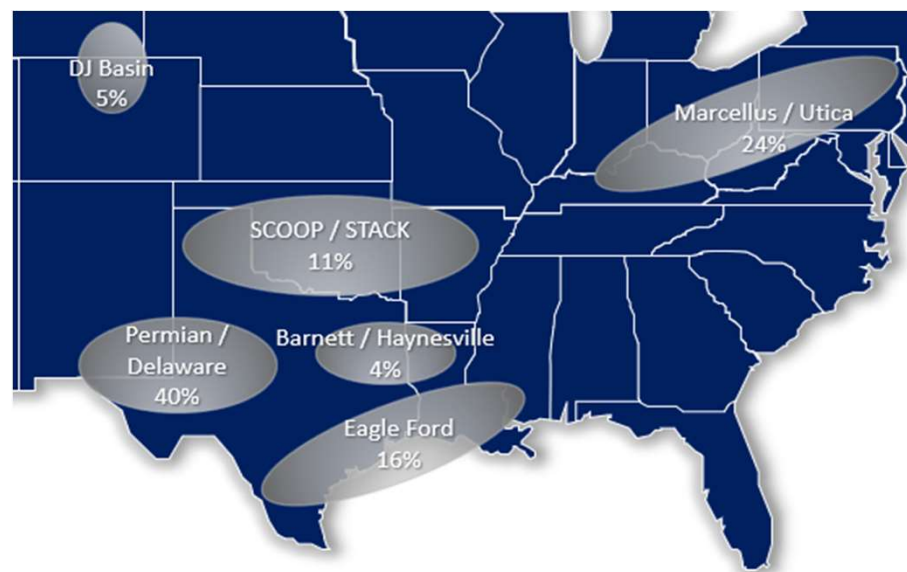 DJ Basin
5%
Marcellus / Utica
24%
SCOOP / STACK
11%
Permian /
Delaware
40%
Barnett / Haynesville
4%
Eagle Ford
16%